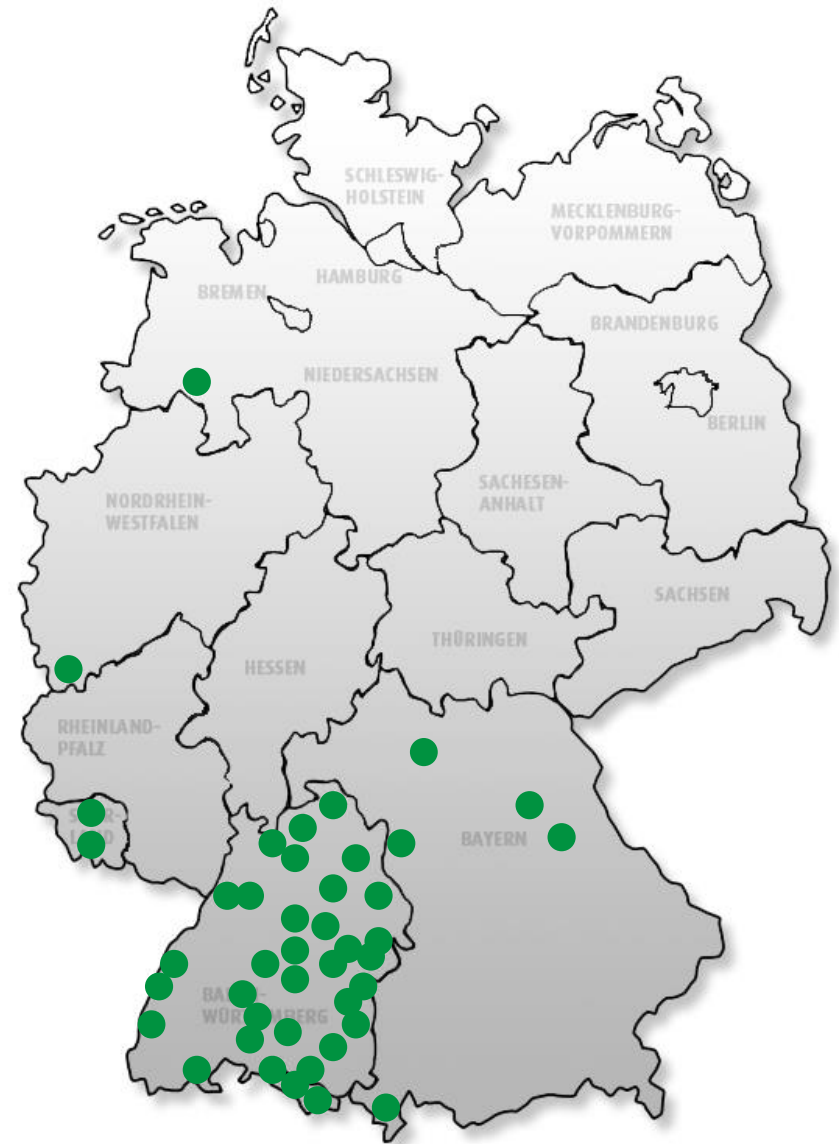 SCHLESWIG-
HOLSTEIN
MECKLENBURG-
VORPOMMERN
HAMBURG
BREMEN
BRANDENBURG
NIEDERSACHSEN
BERLIN
SACHESEN-
ANHALT
NORDRHEIN-
WESTFALEN
SACHSEN
THÜRINGEN
HESSEN
RHEINLAND-
PFALZ
BAYERN